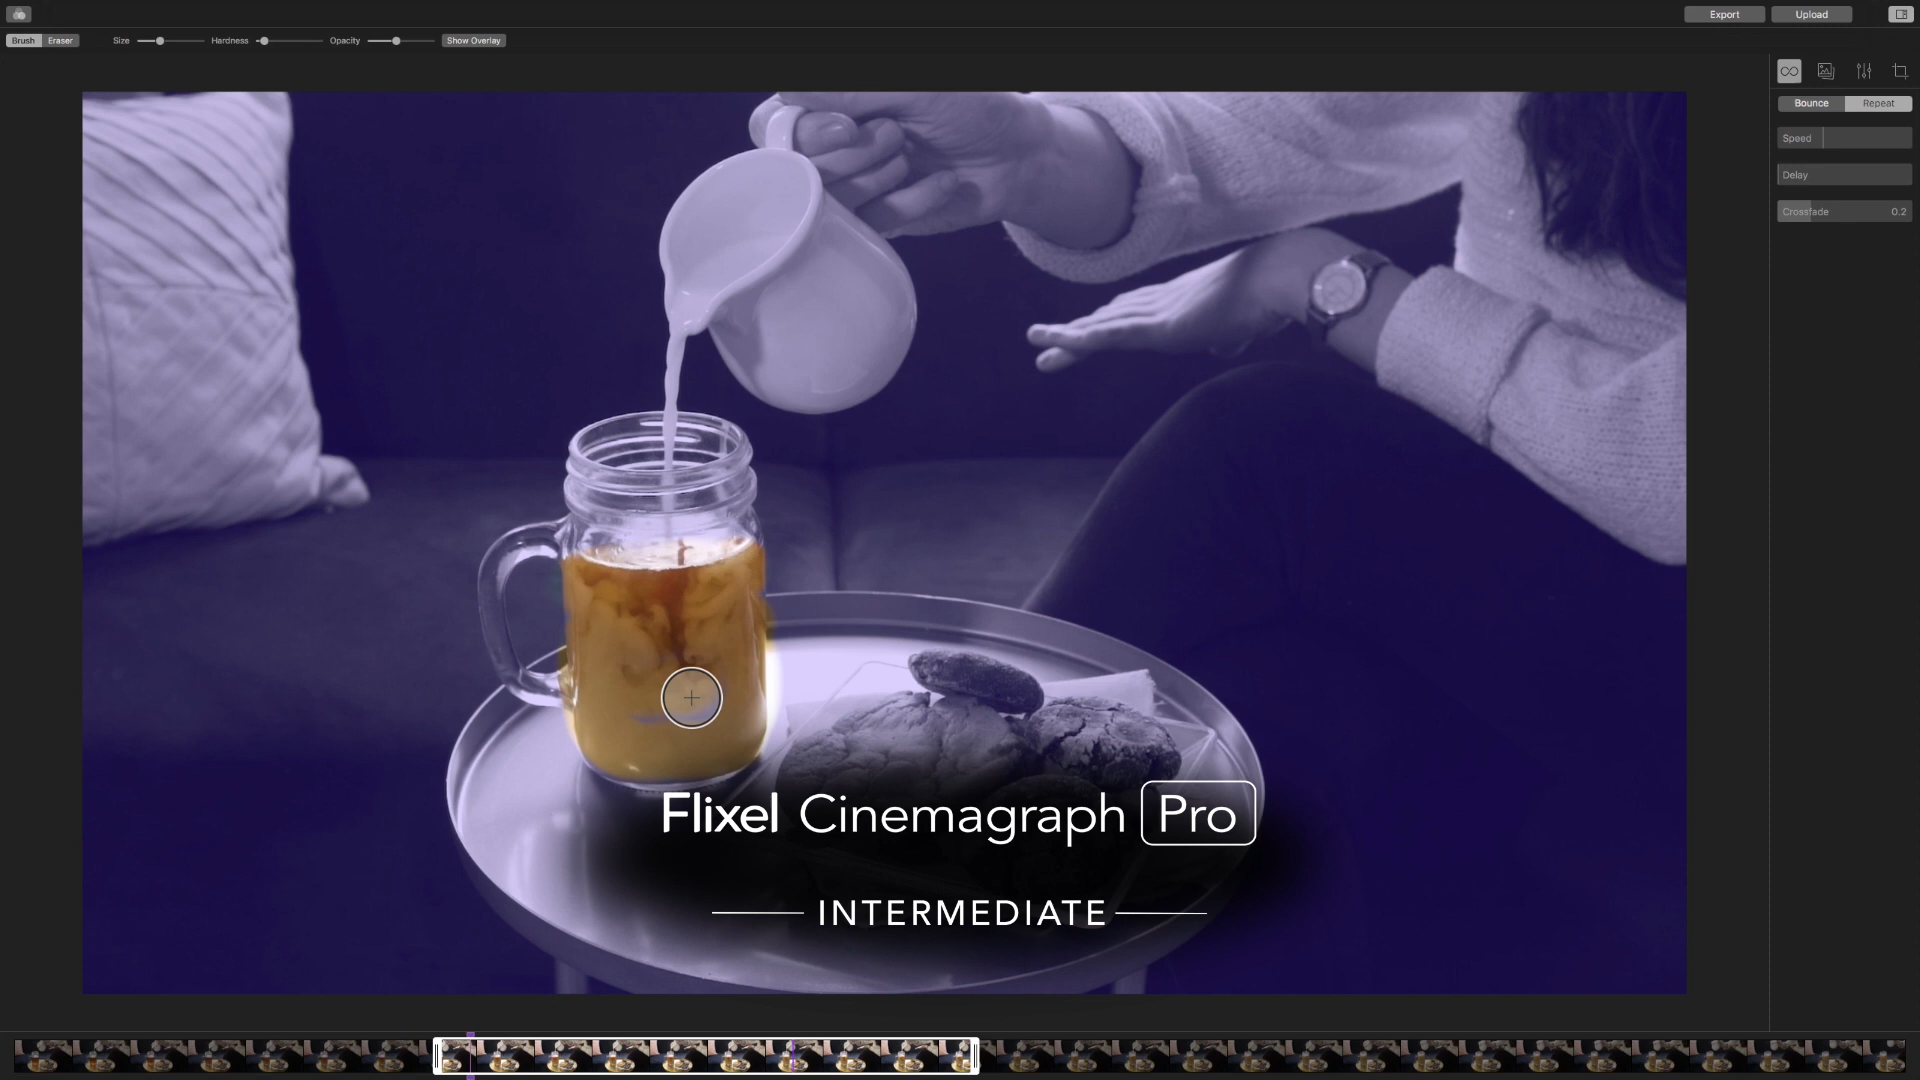 Export Upload
Brush Eraser Size Hardness Opacity Show Overlay
Bounce Repeat
Speed
Delay
Crossfade 0.2
Flixel Cinemagraph Pro
INTERMEDIATE